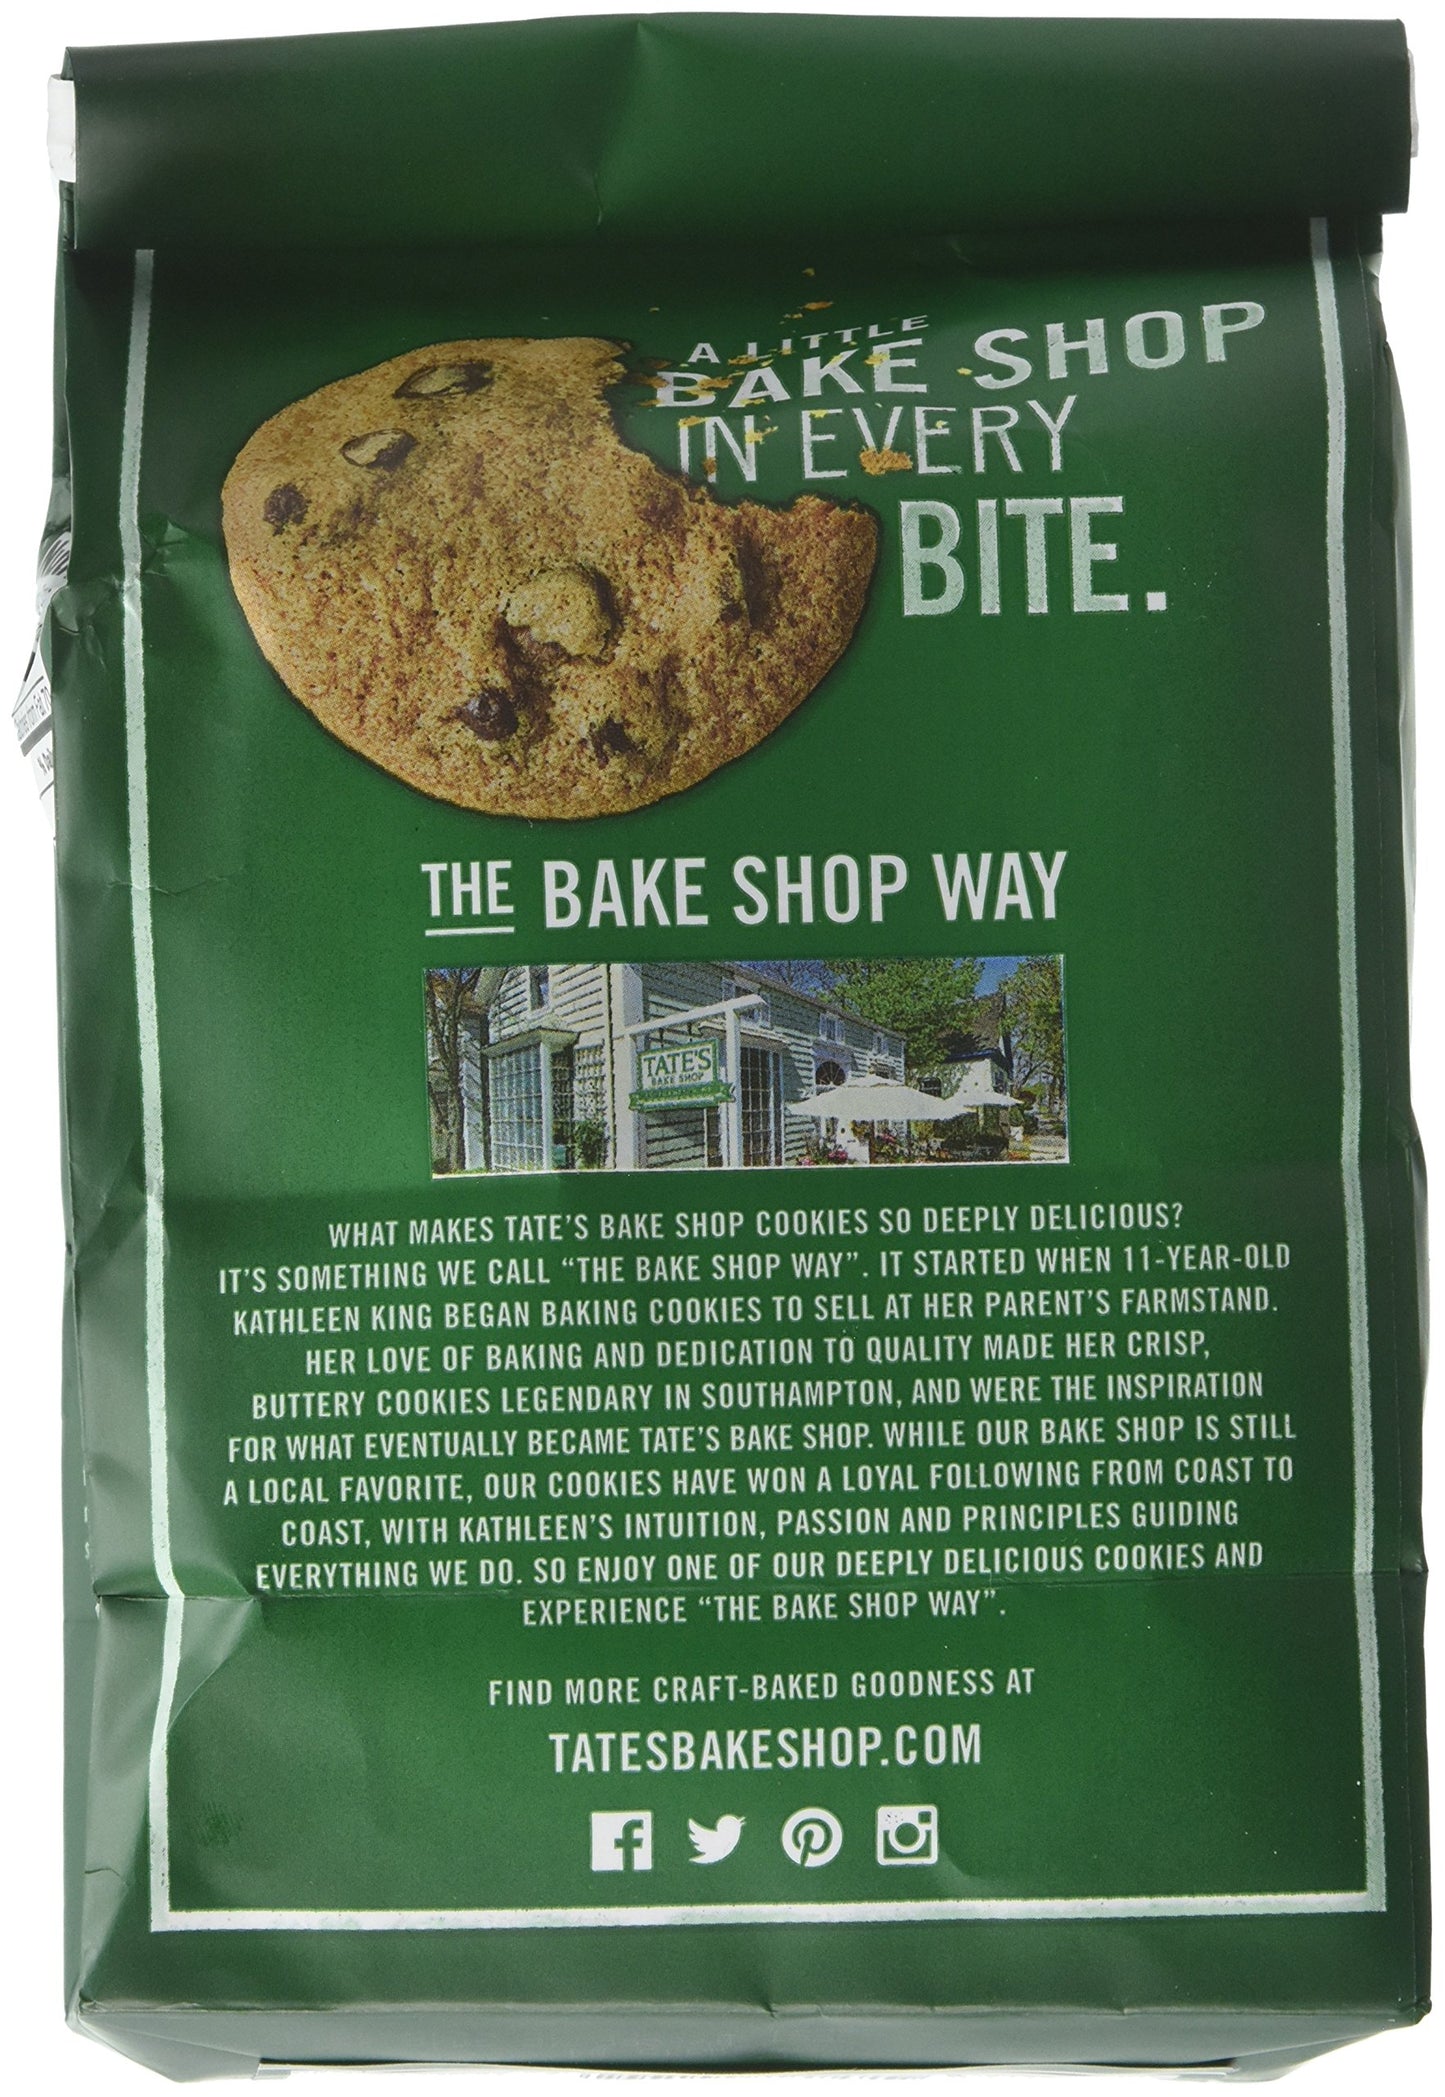 A LITTLE
BAKE SHOP
IN EVERY
BITE.
THE BAKE SHOP WAY
TATE'S
BAKE SHOP
WHAT MAKES TATE'S BAKE SHOP COOKIES SO DEEPLY DELICIOUS?
IT'S SOMETHING WE CALL “THE BAKE SHOP WAY”. IT STARTED WHEN 11-YEAR-OLD
KATHLEEN KING BEGAN BAKING COOKIES TO SELL AT HER PARENT'S FARMSTAND.
HER LOVE OF BAKING AND DEDICATION TO QUALITY MADE HER CRISP,
BUTTERY COOKIES LEGENDARY IN SOUTHAMPTON, AND WERE THE INSPIRATION
FOR WHAT EVENTUALLY BECAME TATE'S BAKE SHOP. WHILE OUR BAKE SHOP IS STILL
A LOCAL FAVORITE, OUR COOKIES HAVE WON A LOYAL FOLLOWING FROM COAST TO
COAST, WITH KATHLEEN'S INTUITION, PASSION AND PRINCIPLES GUIDING
EVERYTHING WE DO. SO ENJOY ONE OF OUR DEEPLY DELICIOUS COOKIES AND
EXPERIENCE “THE BAKE SHOP WAY”.
FIND MORE CRAFT-BAKED GOODNESS AT
TATESBAKESHOP.COM